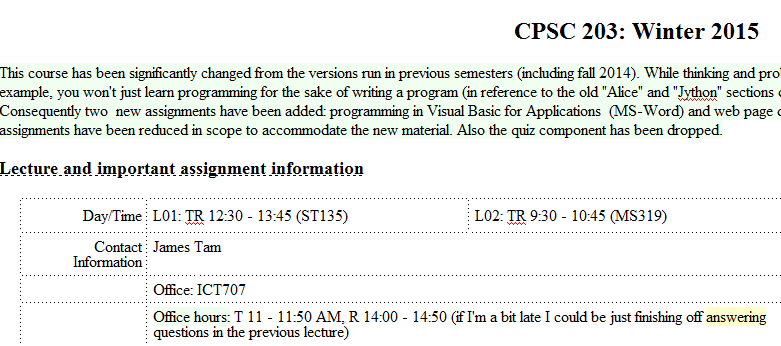 CPSC 203: Winter 2015
This course has been significantly changed from the versions run in previous semesters (including fall 2014). While thinking and
example, you won't just learn programming for the sake of writing a program (in reference to the old "Alice" and "Jython" sections
Consequently two new assignments have been added: programming in Visual Basic for Applications (MS-Word) and web page
assignments have been reduced in scope to accommodate the new material. Also the quiz component has been dropped.
Lecture and important assignment information
Day/Time L01: TR 12:30 - 13:45 (ST135) L02: TR 9:30 - 10:45 (MS319)
Contact Information James Tam
Office: ICT707
Office hours: T 11 - 11:50 AM, R 14:00 - 14:50 (if I'm a bit late I could be just finishing off answering
questions in the previous lecture)